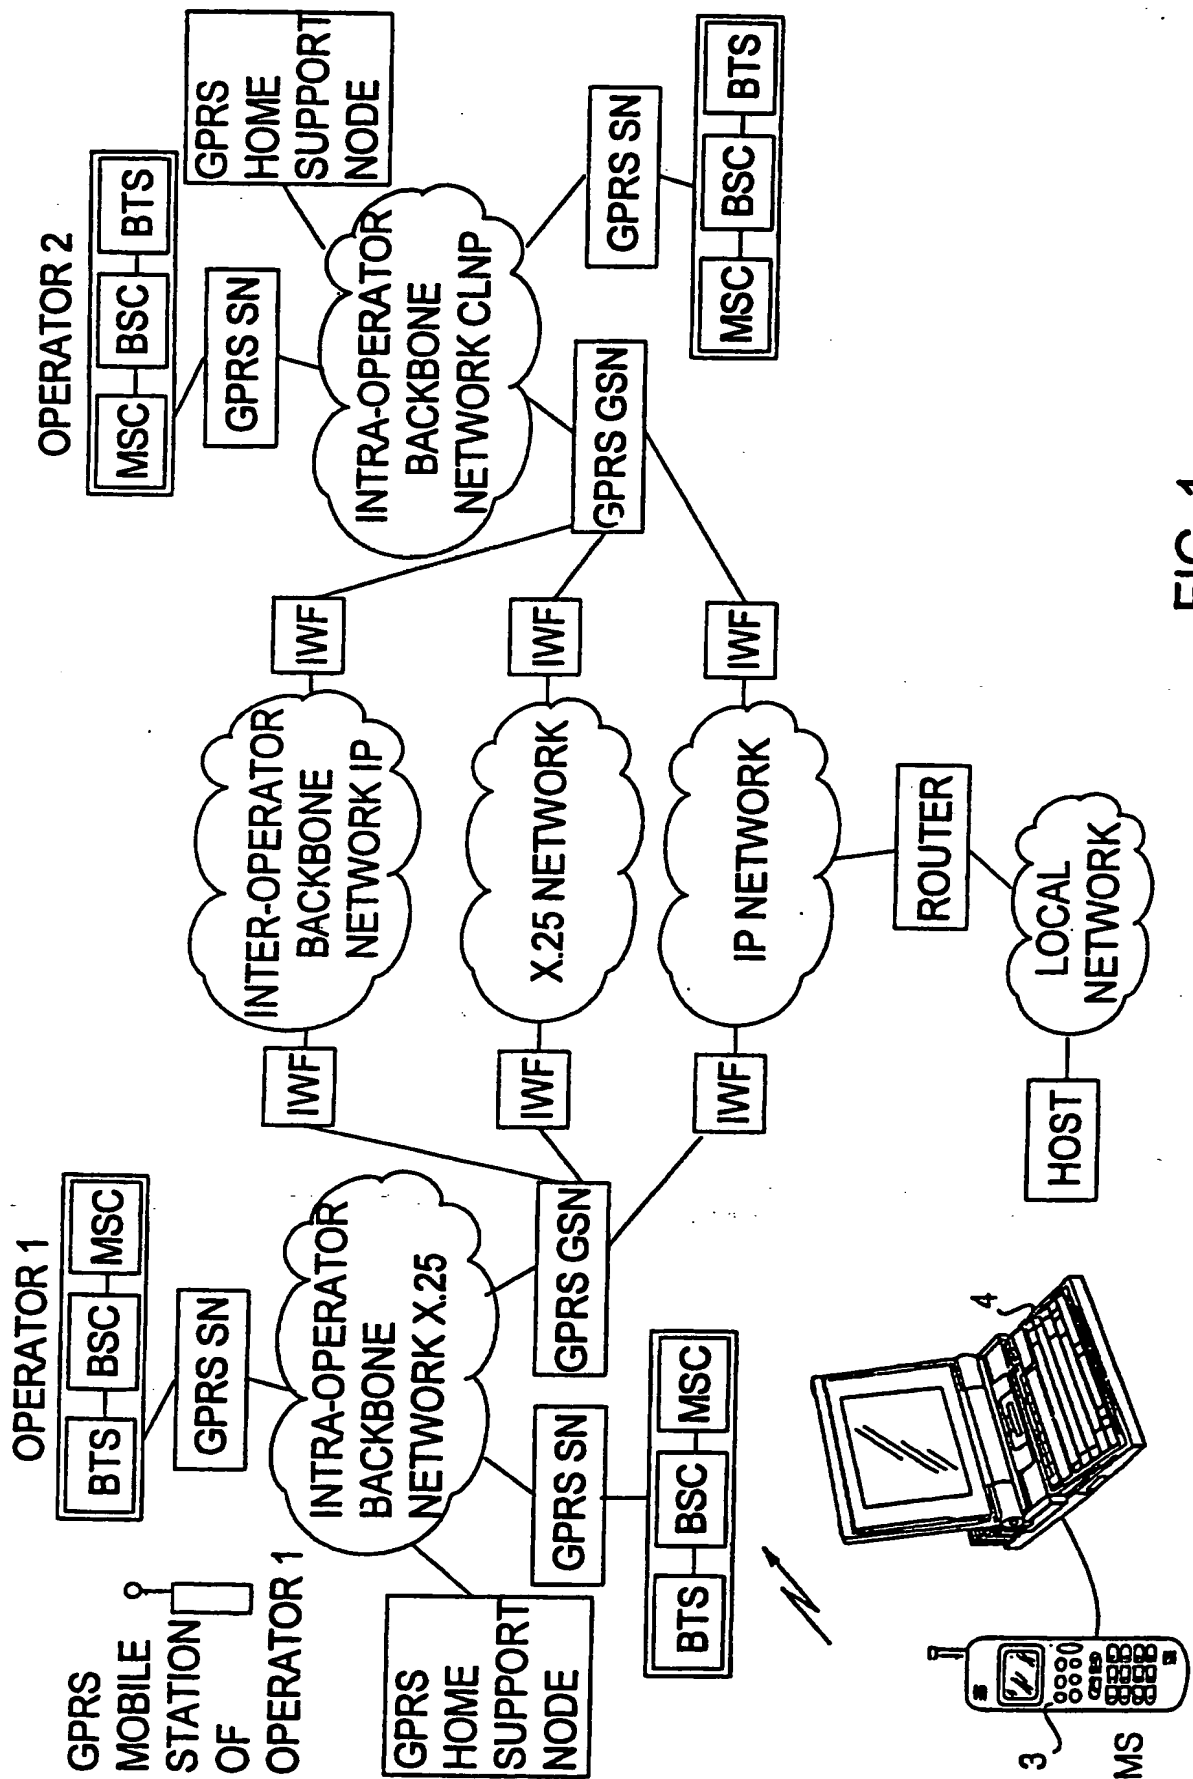 OPERATOR 1
OPERATOR 2
BTS
BSC
MSC
MSC
BSC
BTS
GPRS
MOBILE
STATION
OF
OPERATOR 1
GPRS SN
GPRS SN
GPRS
HOME
SUPPORT
NODE
INTRA-OPERATOR
BACKBONE
NETWORK X.25
IWF
INTER-OPERATOR
BACKBONE
NETWORK IP
IWF
INTRA-OPERATOR
BACKBONE
NETWORK CLNP
GPRS
HOME
SUPPORT
NODE
GPRS SN
GPRS GSN
IWF
X.25 NETWORK
IWF
GPRS GSN
GPRS SN
BTS
BSC
MSC
IWF
IP NETWORK
IWF
MSC
BSC
BTS
ROUTER
4
HOST
LOCAL
NETWORK
3
MS
FIG. 1